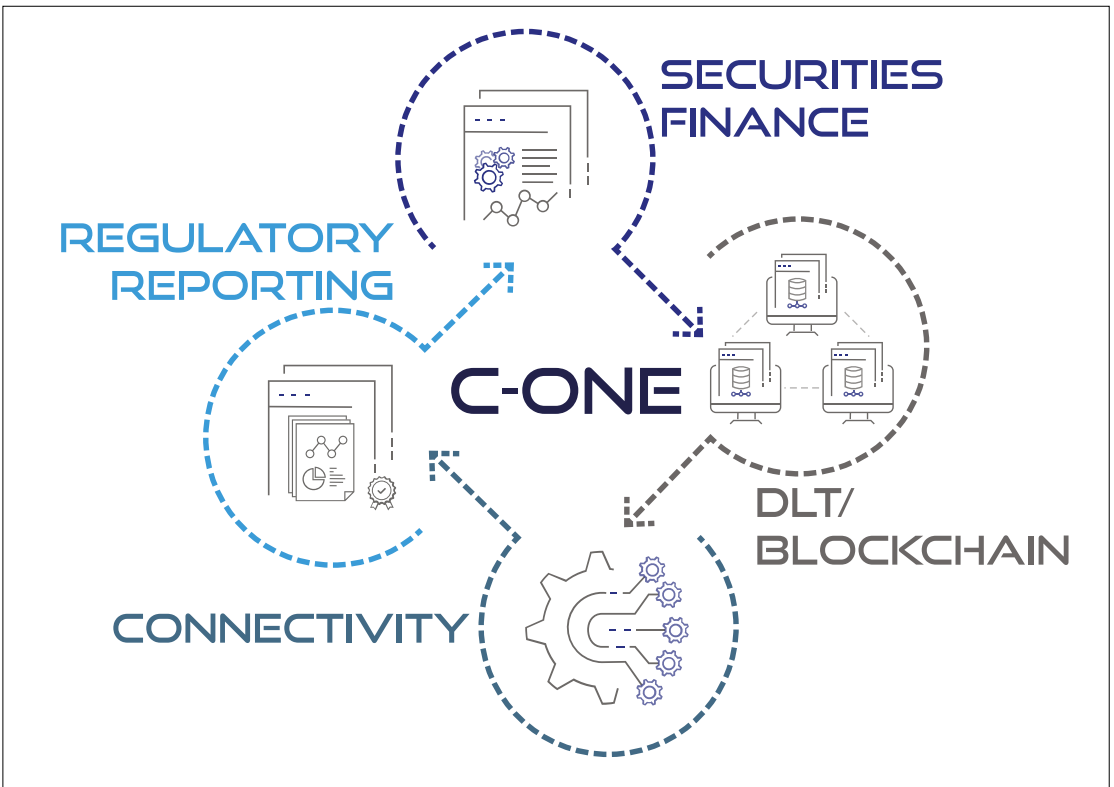 SECURITIES
FINANCE
REGULATORY
REPORTING
C-ONE
DLT/
BLOCKCHAIN
CONNECTIVITY